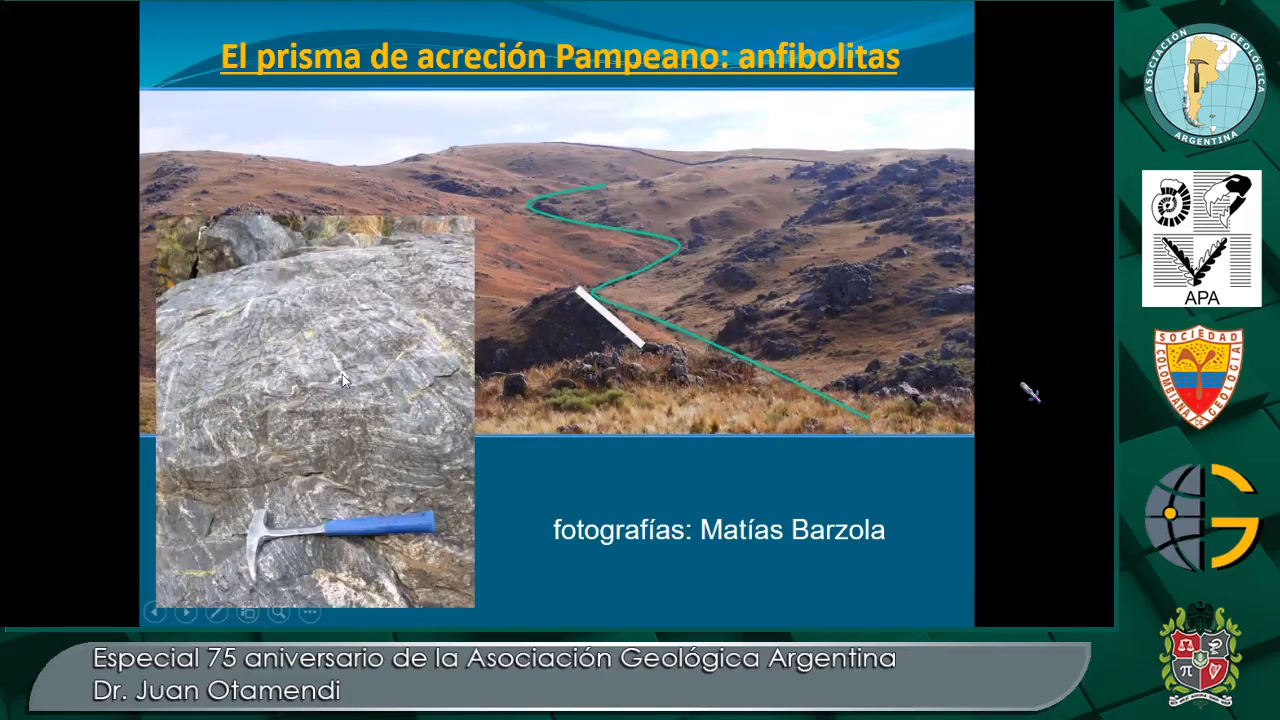 El prisma de acreción Pampeano: anfibolitas
fotografías: Matías Barzola
Especial 75 aniversario de la Asociación Geológica Argentina
Dr. Juan Otamendi
ASOCIACIÓN GEOLÓGICA
ARGENTINA
APA
SOCIEDAD
COLOMBIANA DE GEOLOGIA
G